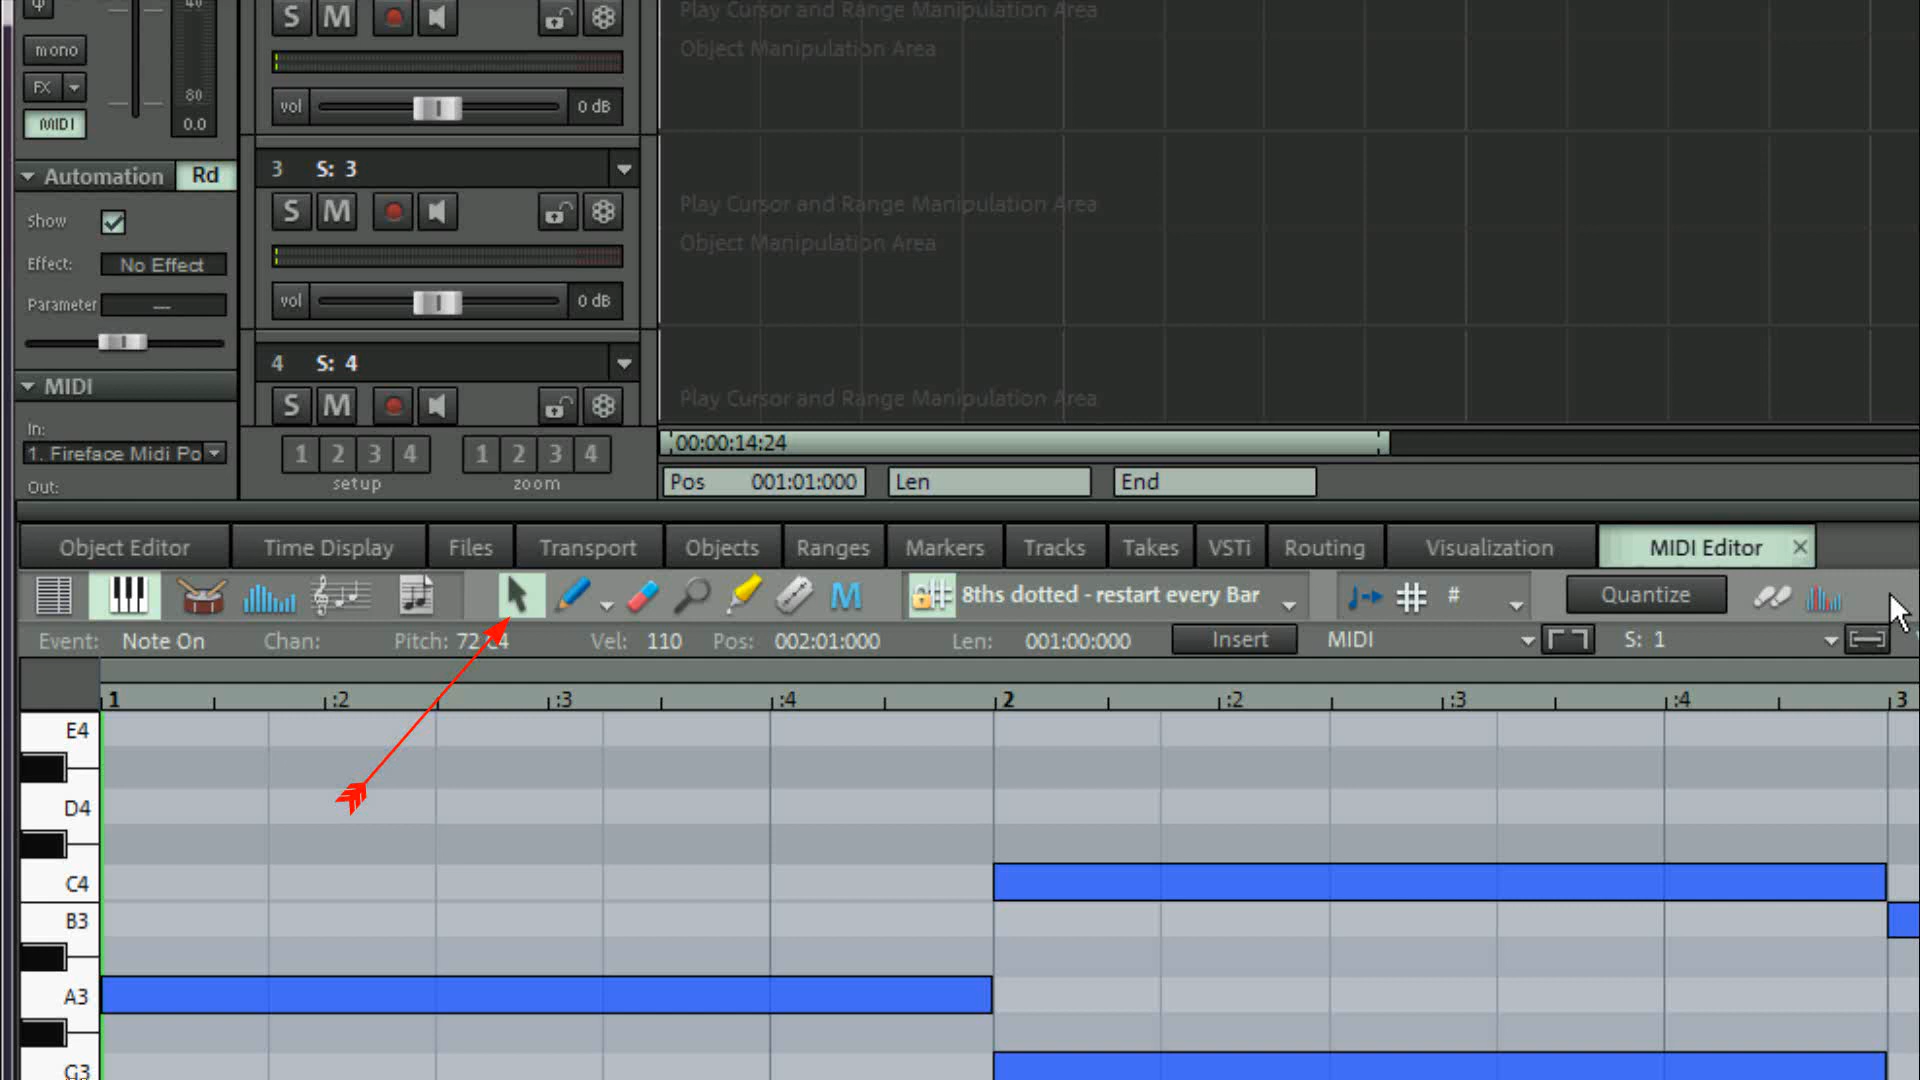 40
S M
Play Cursor and Range Manipulation Area
mono
Object Manipulation Area
FX
80
vol 0 dB
MIDI 0.0
Automation Rd
3 S: 3
Show
S M
Play Cursor and Range Manipulation Area
Object Manipulation Area
Effect: No Effect
Parameter —
vol 0 dB
4 S: 4
MIDI
S M
Play Cursor and Range Manipulation Area
In:
1. Fireface Midi Po
Out:
1 2 3 4 1 2 3 4
setup zoom
00:00:14:24
Pos 001:01:000 Len End
Object Editor Time Display Files Transport Objects Ranges Markers Tracks Takes VSTi Routing Visualization MIDI Editor
M 8ths dotted - restart every Bar # Quantize
Event: Note On Chan: Pitch: 72 C4 Vel: 110 Pos: 002:01:000 Len: 001:00:000 Insert MIDI S: 1
1 :2 :3 :4 2 :2 :3 :4 3
E4
D4
C4
B3
A3
G3